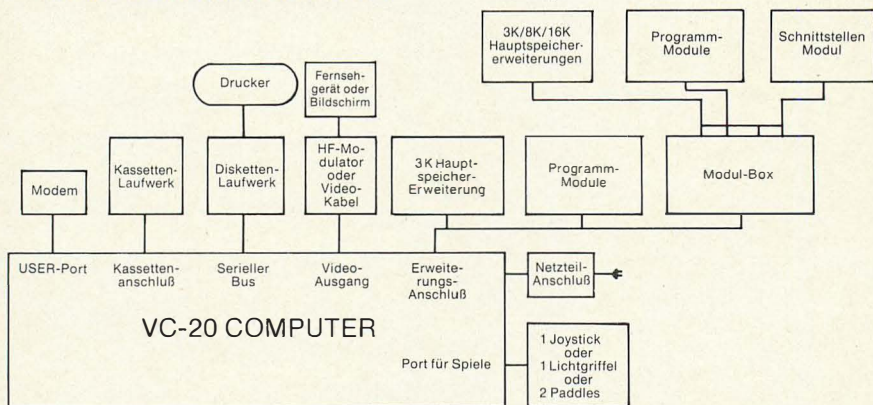 3K/8K/16K
Hauptspeicher-
erweiterungen
Programm-
Module
Schnittstellen
Modul
Drucker
Fernseh-
gerät oder
Bildschirm
Modem
Kassetten-
Laufwerk
Disketten-
Laufwerk
HF-Mo-
dulator
oder
Video-
Kabel
3K Haupt-
speicher-
Erweiterung
Programm-
Module
Modul-Box
USER-Port
Kassetten-
anschluß
Serieller
Bus
Video-
Ausgang
Erweite-
rungs-
Anschluß
Netzteil-
Anschluß
VC-20 COMPUTER
Port für Spiele
1 Joystick
oder
1 Lichtgriffel
oder
2 Paddles